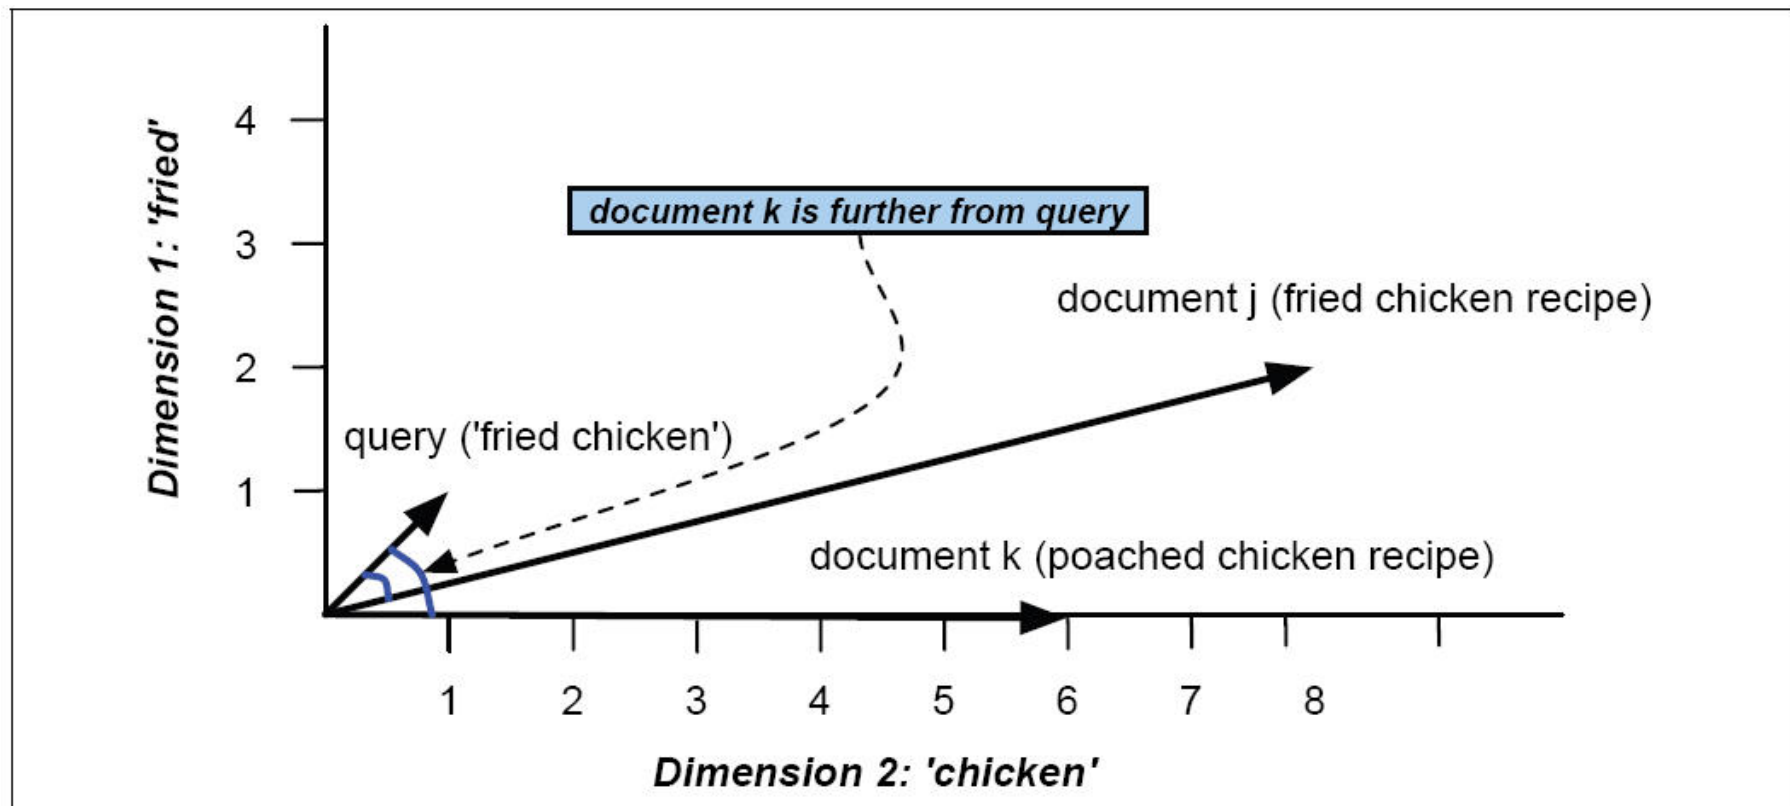 Dimension 1: 'fried'
4
3
2
1
document k is further from query
document j (fried chicken recipe)
query ('fried chicken')
document k (poached chicken recipe)
1 2 3 4 5 6 7 8
Dimension 2: 'chicken'